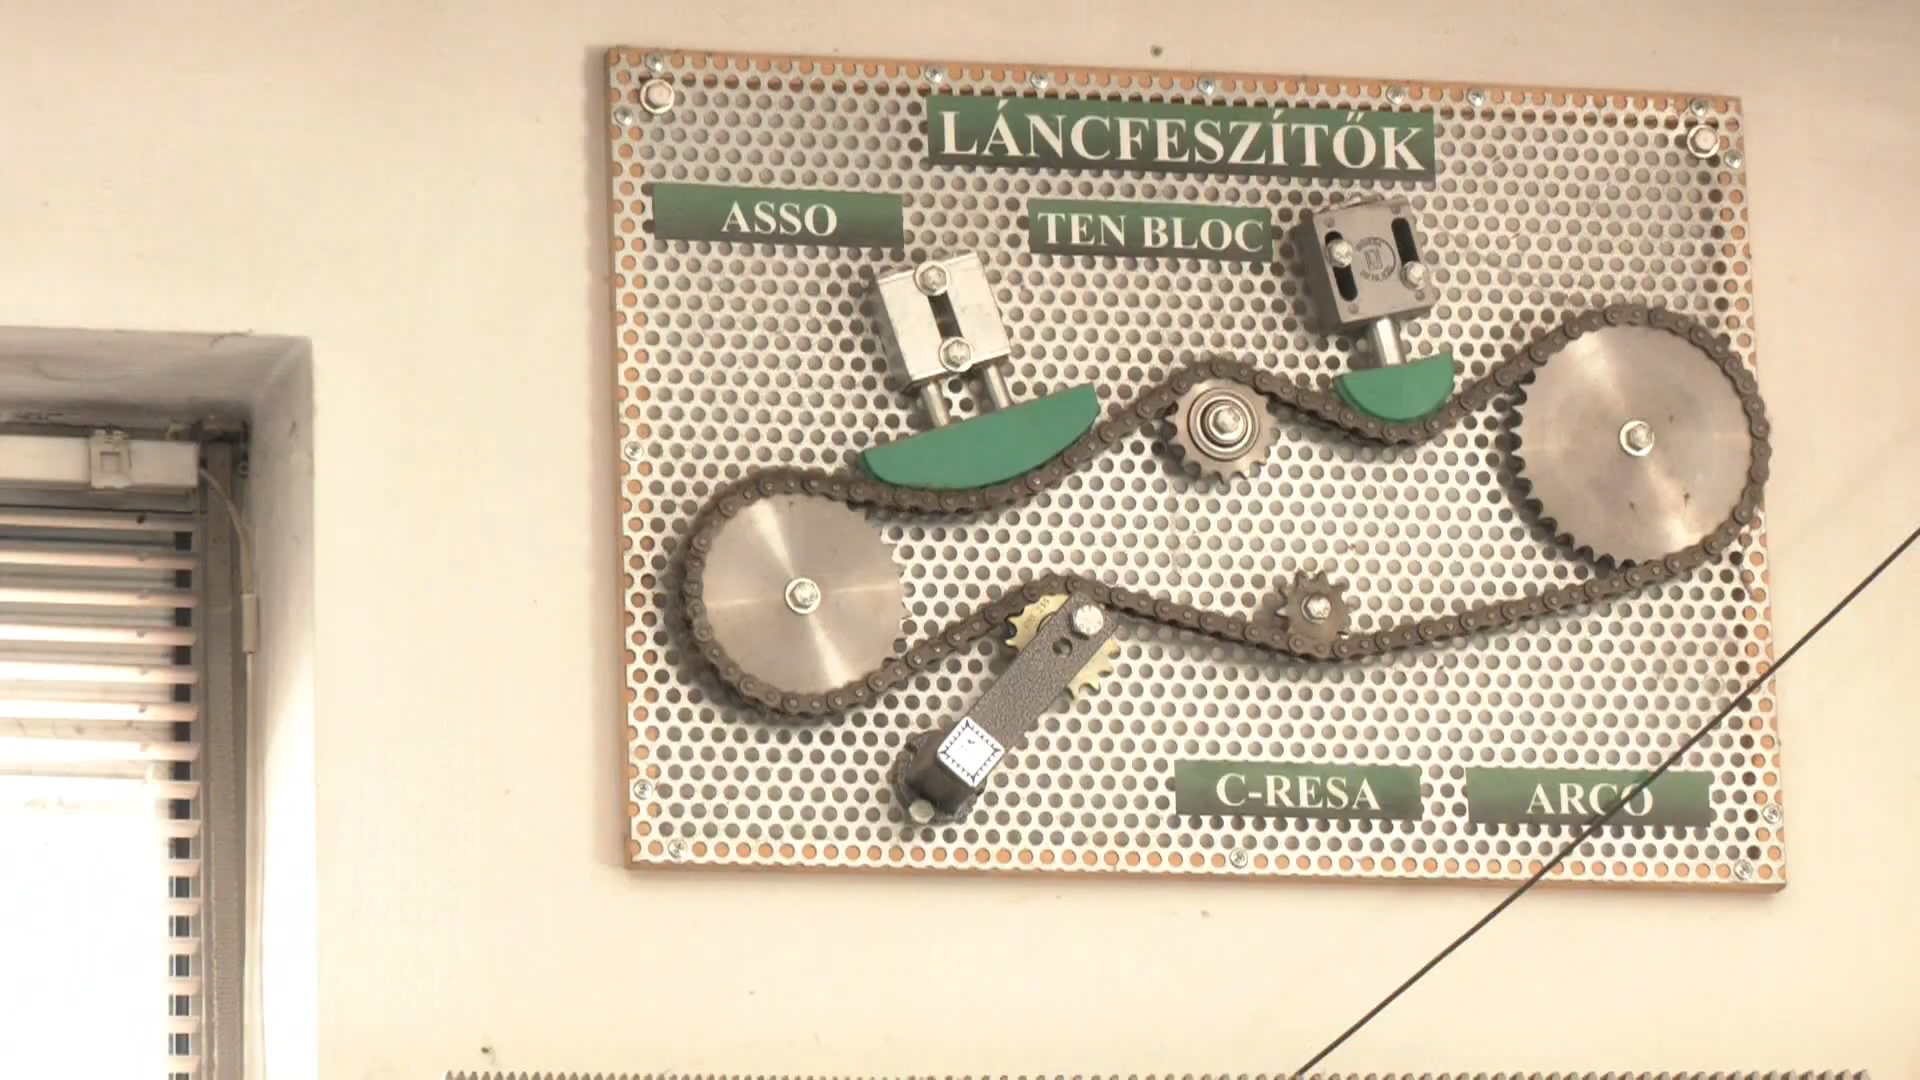 LÁNCFESZÍTŐK
ASSO
TEN BLOC
C-RESA
ARCO